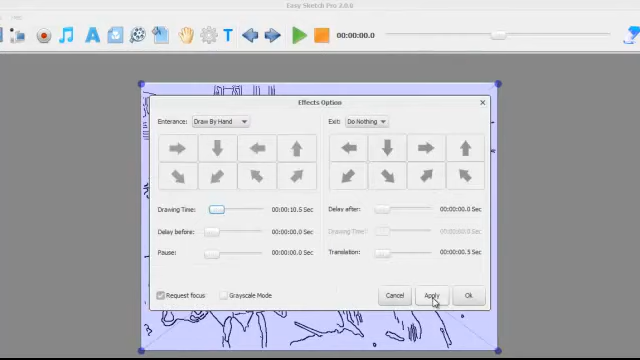 Easy Sketch Pro 3.0.6
T
00:00:00.0
Effects Option
Enterance: Draw By Hand
Exit: Do Nothing
Drawing Time: 00:00:10.5 Sec
Delay after: 00:00:00.0 Sec
Delay before: 00:00:00.0 Sec
Drawing Time: 00:00:00.0 Sec
Pause: 00:00:00.0 Sec
Translation: 00:00:00.5 Sec
Request focus
Grayscale Mode
Cancel
Apply
Ok